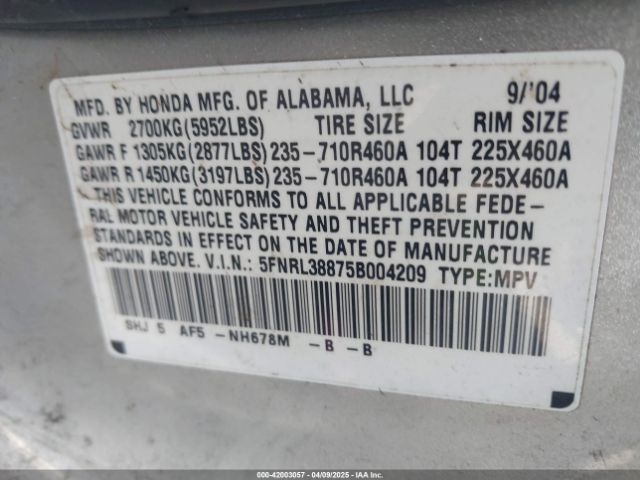 MFD. BY HONDA MFG. OF ALABAMA, LLC 9/'04
GVWR 2700KG(5952LBS) TIRE SIZE RIM SIZE
GAWR F 1305KG(2877LBS)235-710R460A 104T 225X460A
GAWR R 1450KG(3197LBS)235-710R460A 104T 225X460A
THIS VEHICLE CONFORMS TO ALL APPLICABLE FEDE-
RAL MOTOR VEHICLE SAFETY AND THEFT PREVENTION
STANDARDS IN EFFECT ON THE DATE OF MANUFACTURE
SHOWN ABOVE. V.I.N.: 5FNRL38875B004209 TYPE:MPV
SHJ 5 AF5 -NH678M -B -B
000-42003057 | 04/09/2025 | IAAI.COM